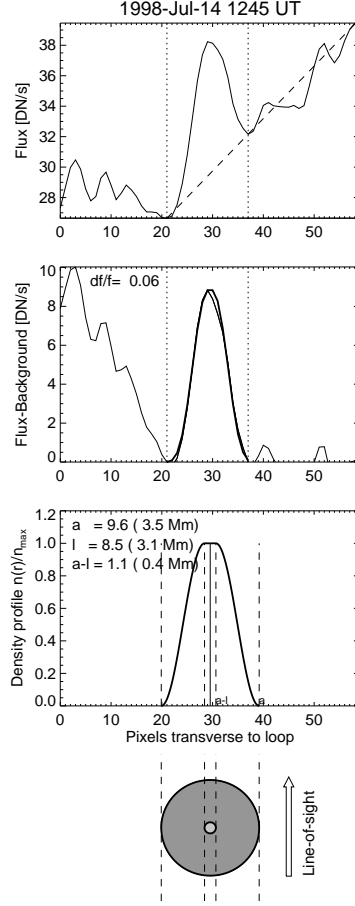 1998-Jul-14 1245 UT
Flux [DN/s]
38
36
34
32
30
28
0 10 20 30 40 50
Flux-Background [DN/s]
10
8
6
4
2
0
df/f= 0.06
0 10 20 30 40 50
Density profile n(r)/n_max
1.2
1.0
0.8
0.6
0.4
0.2
0.0
a = 9.6 ( 3.5 Mm)
l = 8.5 ( 3.1 Mm)
a-l = 1.1 ( 0.4 Mm)
a-l a
0 10 20 30 40 50
Pixels transverse to loop
Line-of-sight